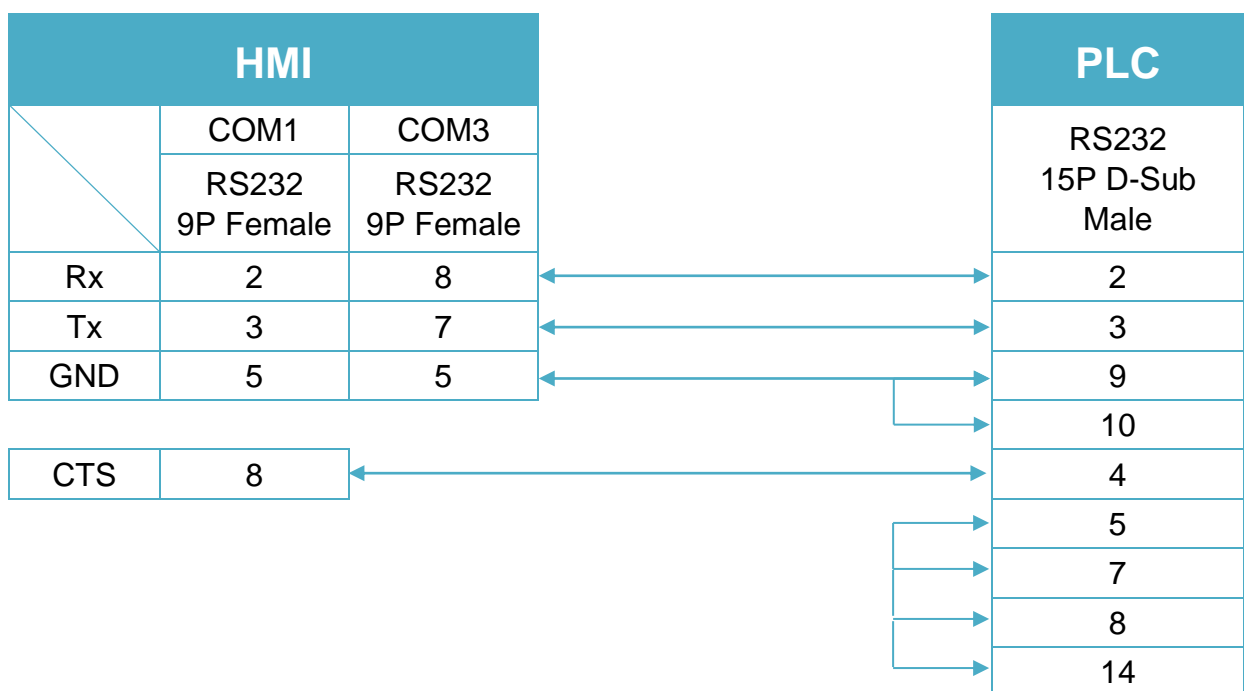 HMI
PLC
COM1 COM3
RS232
9P Female
RS232
9P Female
RS232
15P D-Sub
Male
Rx 2 8 2
Tx 3 7 3
GND 5 5 9
10
CTS 8 4
5
7
8
14